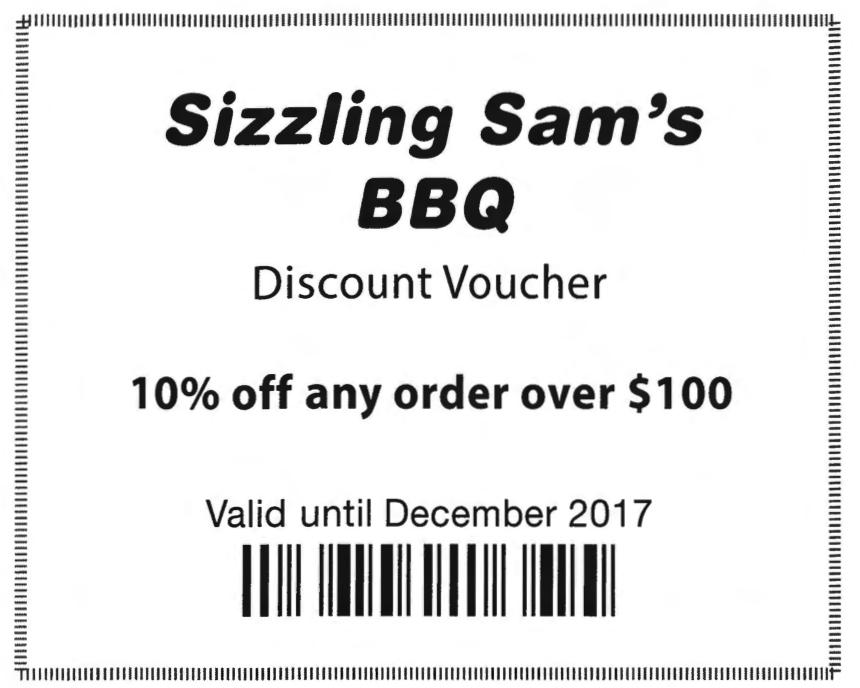 Sizzling Sam's
BBQ
Discount Voucher
10% off any order over $100
Valid until December 2017